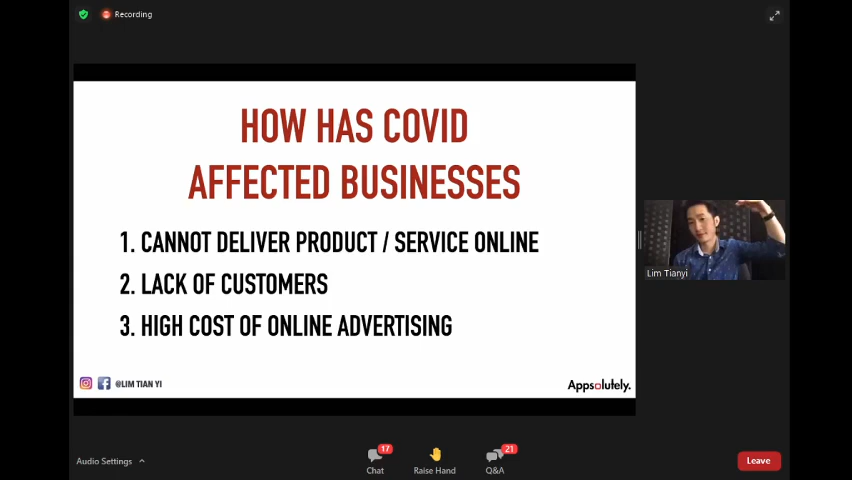 Recording
HOW HAS COVID
AFFECTED BUSINESSES
1. CANNOT DELIVER PRODUCT / SERVICE ONLINE
2. LACK OF CUSTOMERS
3. HIGH COST OF ONLINE ADVERTISING
@LIM TIAN YI
Appsolutely.
Lim Tianyi
Audio Settings
17
Chat
Raise Hand
21
Q&A
Leave